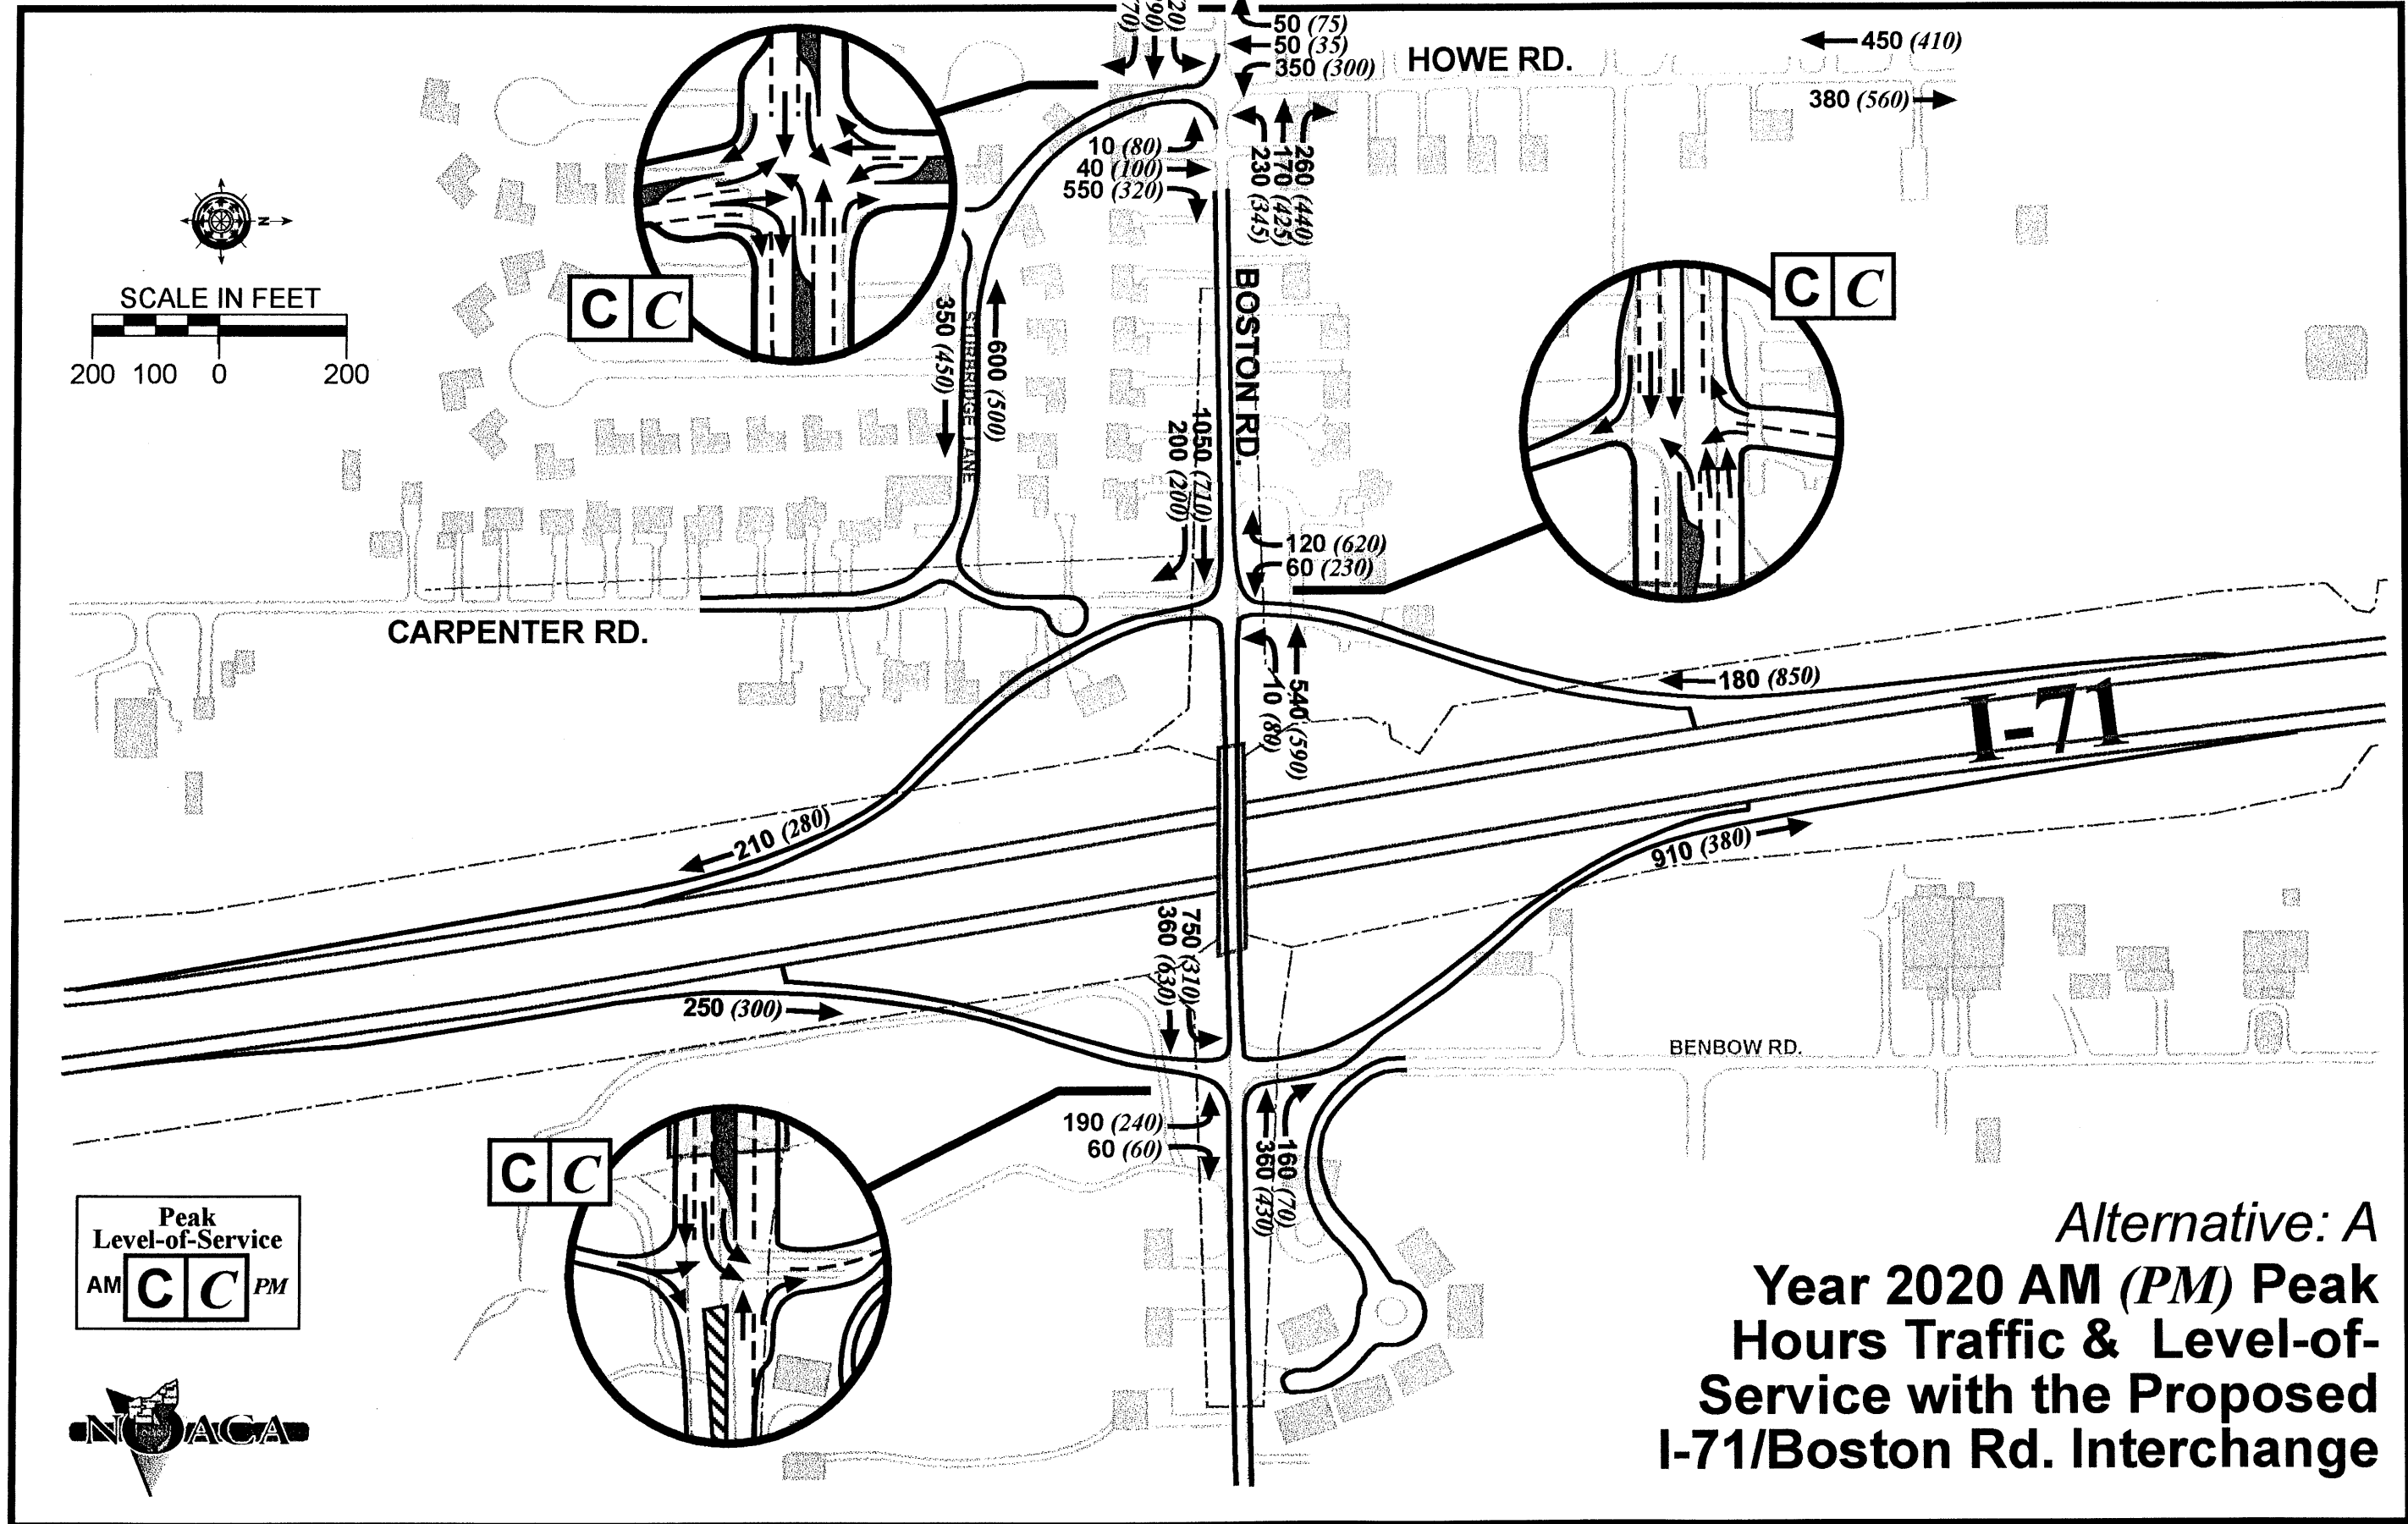 70)
90)
20)
50 (75)
50 (35)
350 (300)
HOWE RD.
450 (410)
380 (560)
10 (80)
40 (100)
550 (320)
230 (345)
170 (425)
260 (440)
N
SCALE IN FEET
200 100 0 200
C C
C C
350 (450)
STURBRIDGE LANE
600 (500)
BOSTON RD.
1050 (710)
200 (200)
120 (620)
60 (230)
CARPENTER RD.
10 (80)
540 (590)
180 (850)
I-71
210 (280)
910 (380)
750 (310)
360 (630)
250 (300)
BENBOW RD.
190 (240)
60 (60)
360 (430)
160 (70)
C C
Peak
Level-of-Service
AM C C PM
NOACA
Alternative: A
Year 2020 AM (PM) Peak
Hours Traffic & Level-of-
Service with the Proposed
I-71/Boston Rd. Interchange